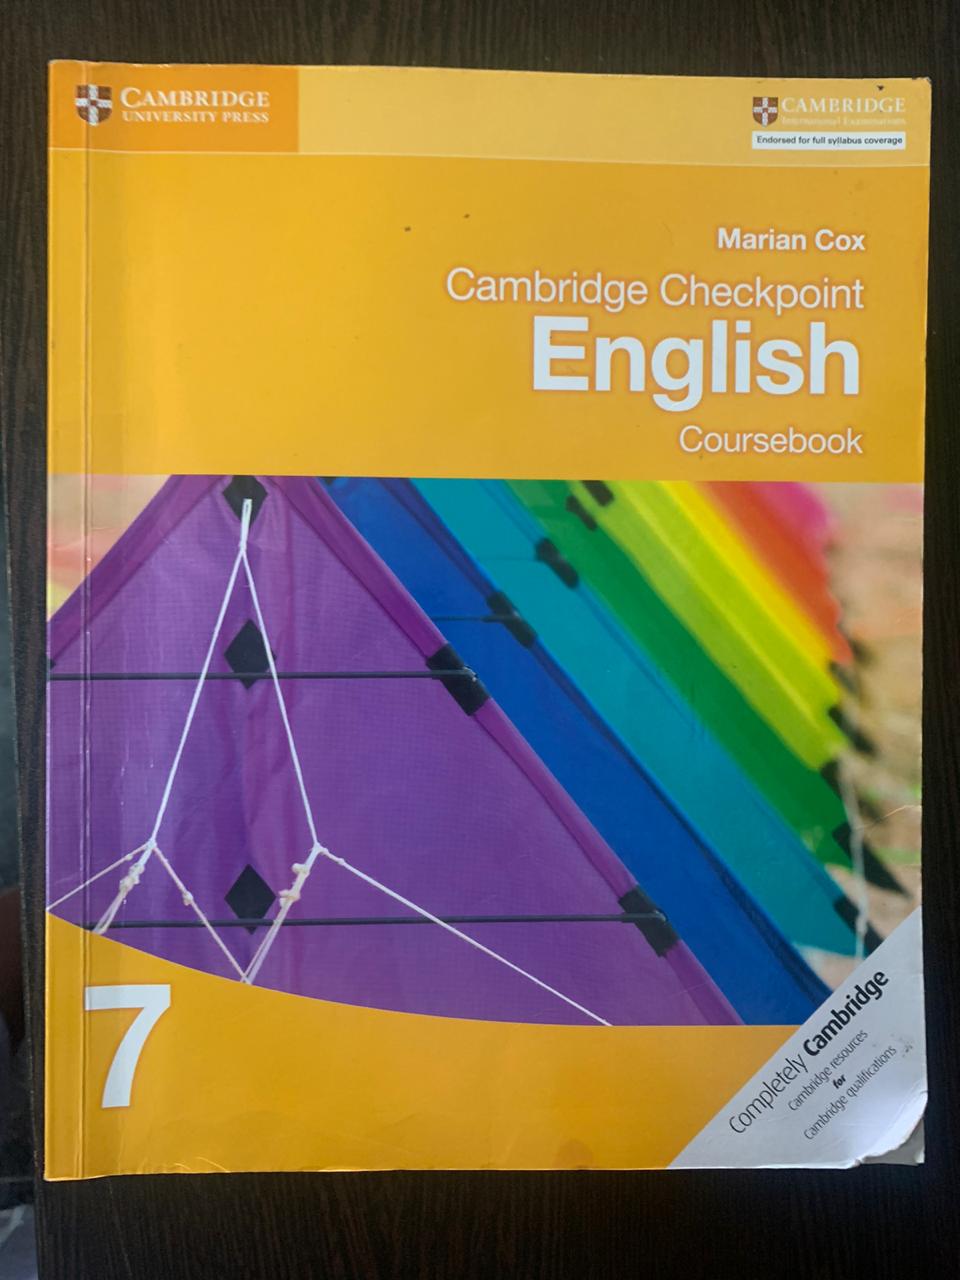 CAMBRIDGE
UNIVERSITY PRESS
CAMBRIDGE
International Examinations
Endorsed for full syllabus coverage
Marian Cox
Cambridge Checkpoint
English
Coursebook
7
Completely Cambridge
Cambridge resources
for
Cambridge qualifications